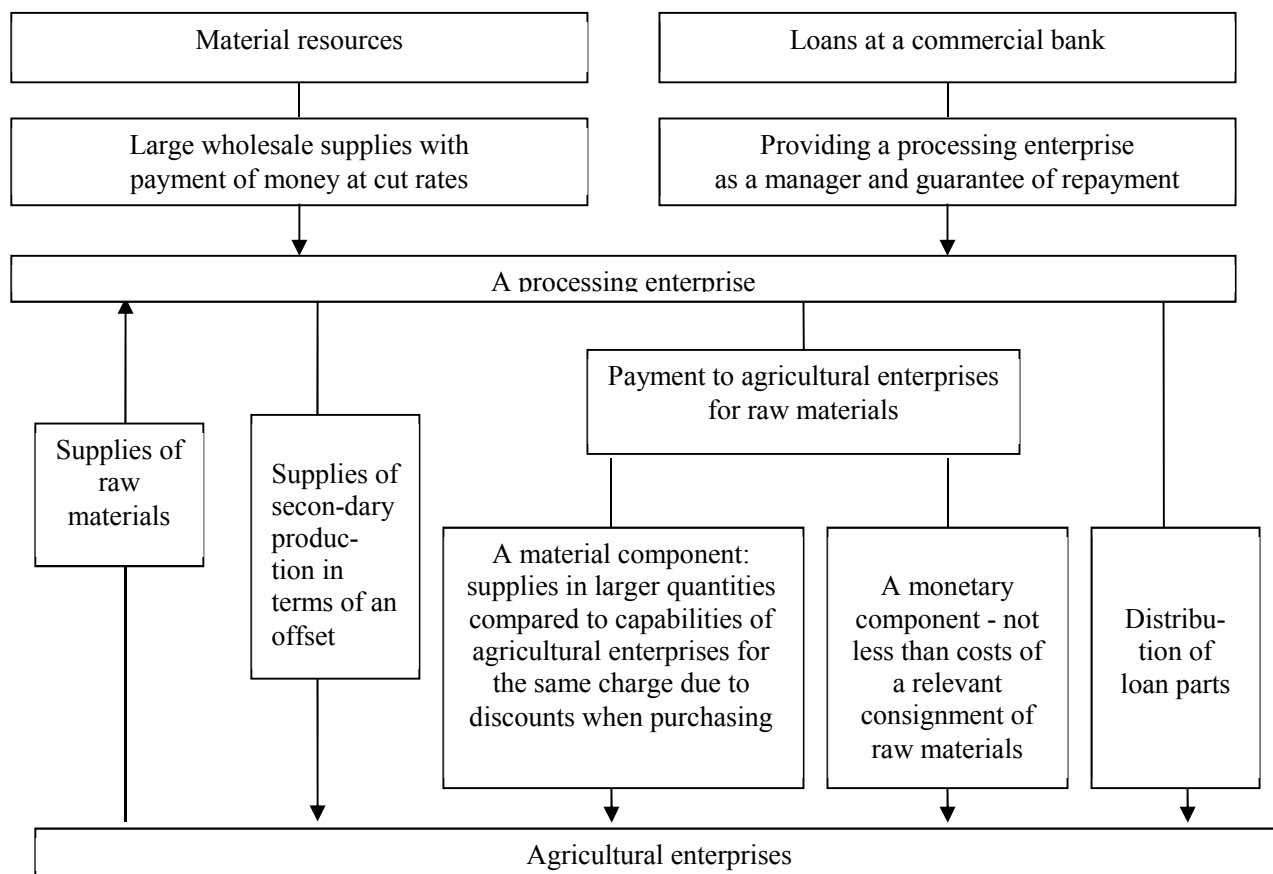 Material resources
Loans at a commercial bank
Large wholesale supplies with
payment of money at cut rates
Providing a processing enterprise
as a manager and guarantee of repayment
A processing enterprise
Payment to agricultural enterprises
for raw materials
Supplies of
raw
materials
Supplies of
secon-dary
produc-
tion in
terms of an
offset
A material component:
supplies in larger quantities
compared to capabilities of
agricultural enterprises for
the same charge due to
discounts when purchasing
A monetary
component - not
less than costs of
a relevant
consignment of
raw materials
Distribu-
tion of
loan parts
Agricultural enterprises